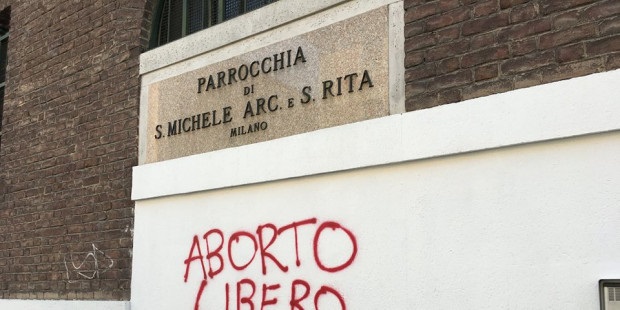 PARROCCHIA
DI
S. MICHELE ARC. E S. RITA
MILANO
ABORTO
LIBERO